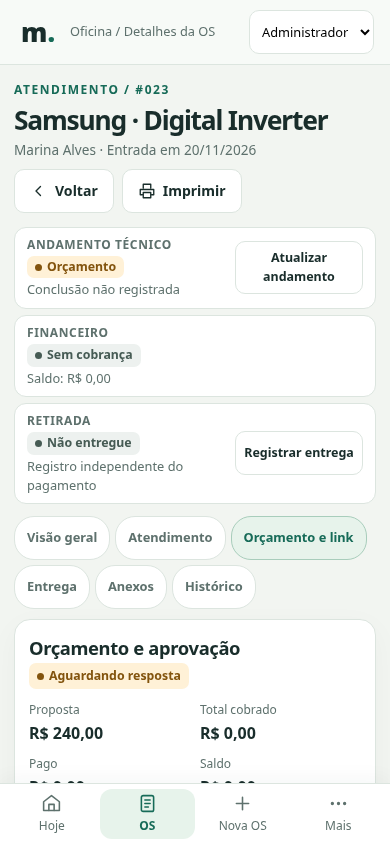 m. Oficina / Detalhes da OS Administrador
ATENDIMENTO / #023
Samsung · Digital Inverter
Marina Alves · Entrada em 20/11/2026
Voltar Imprimir
ANDAMENTO TÉCNICO
Orçamento
Conclusão não registrada
Atualizar
andamento
FINANCEIRO
Sem cobrança
Saldo: R$ 0,00
RETIRADA
Não entregue
Registro independente do
pagamento
Registrar entrega
Visão geral Atendimento Orçamento e link
Entrega Anexos Histórico
Orçamento e aprovação
Aguardando resposta
Proposta Total cobrado
R$ 240,00 R$ 0,00
Pago Saldo
Hoje OS Nova OS Mais